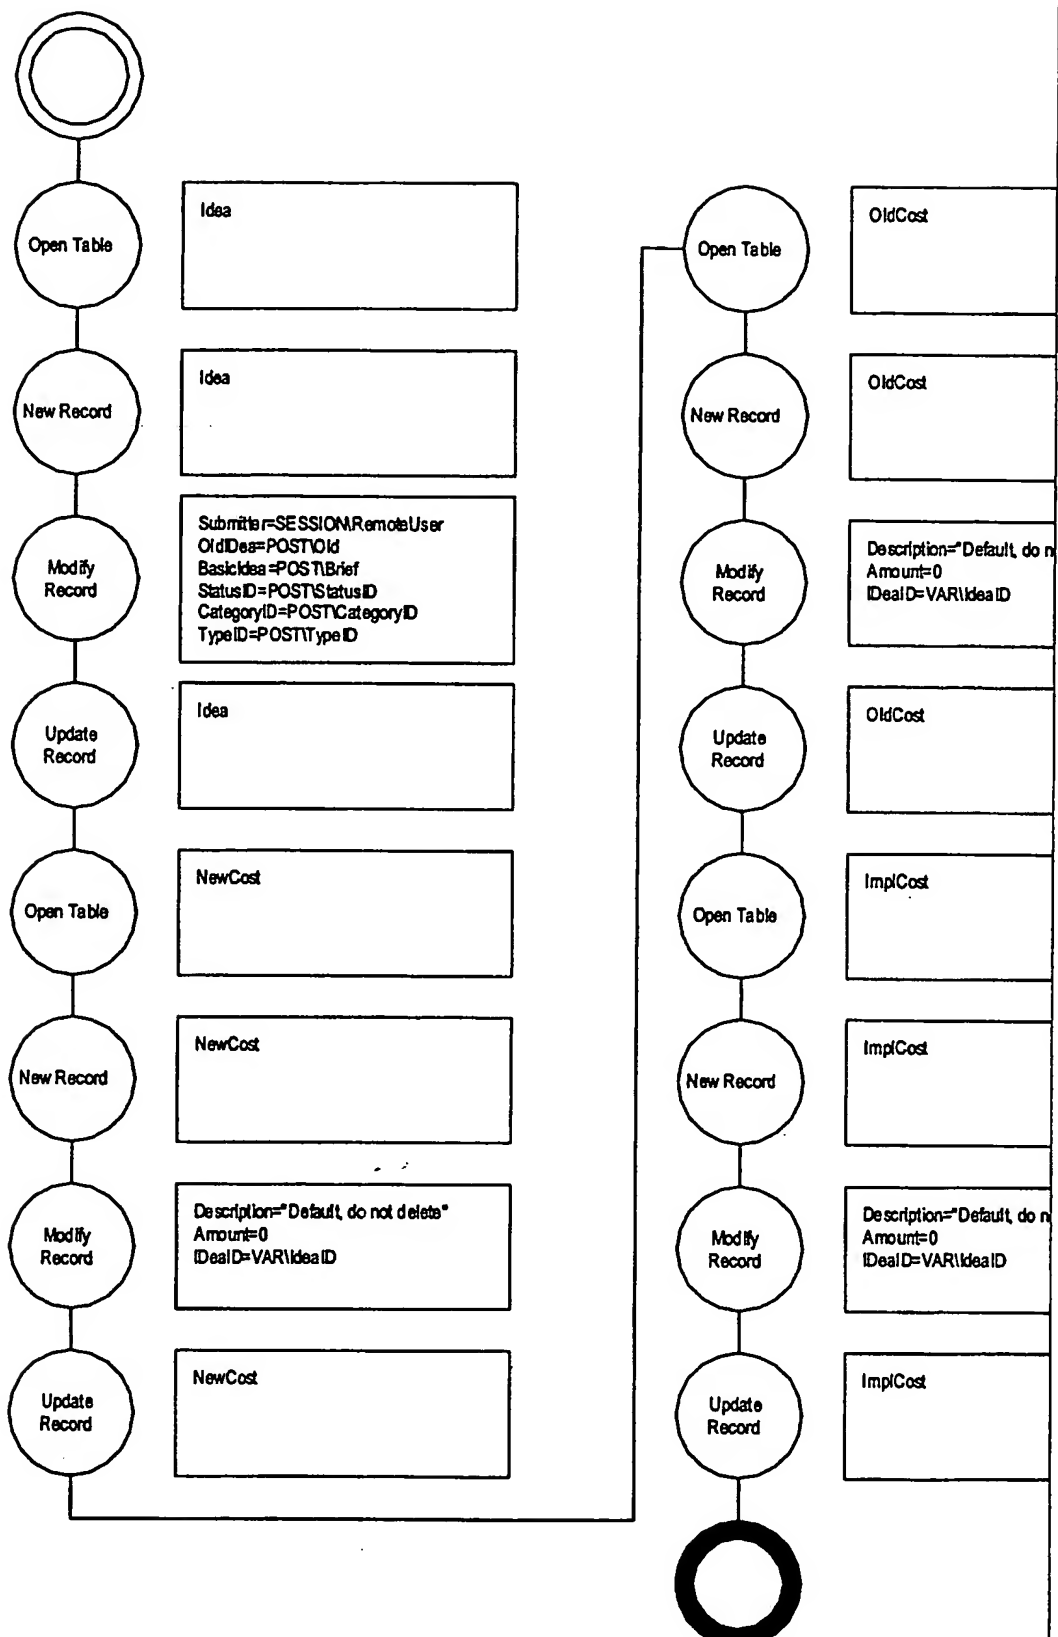 Open Table
Idea
New Record
Idea
Modify
Record
Submitter=SESSION\RemoteUser
OldIDea=POST\Old
BasicIdea=POST\Brief
StatusID=POST\StatusID
CategoryID=POST\CategoryID
TypeID=POST\TypeID
Update
Record
Idea
Open Table
NewCost
New Record
NewCost
Modify
Record
Description="Default, do not delete"
Amount=0
IDeaID=VAR\IdeaID
Update
Record
NewCost
Open Table
OldCost
New Record
OldCost
Modify
Record
Description="Default, do n
Amount=0
IDeaID=VAR\IdeaID
Update
Record
OldCost
Open Table
ImplCost
New Record
ImplCost
Modify
Record
Description="Default, do n
Amount=0
IDeaID=VAR\IdeaID
Update
Record
ImplCost